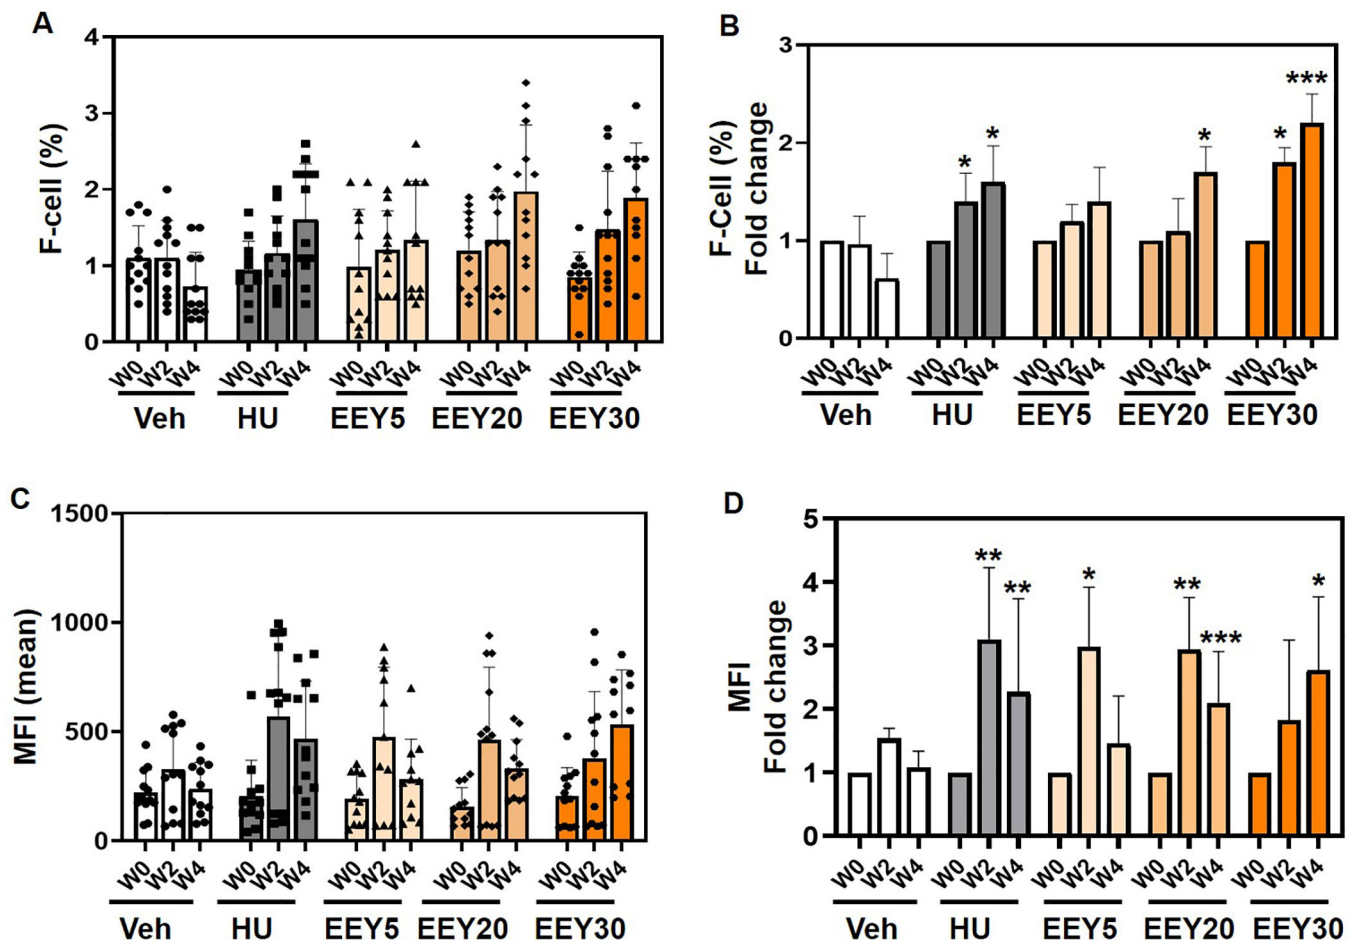 A
F-cell (%)
4
3
2
1
0
W0 W2 W4 W0 W2 W4 W0 W2 W4 W0 W2 W4 W0 W2 W4
Veh HU EEY5 EEY20 EEY30
B
F-Cell (%)
Fold change
3
2
1
0
* * * * ***
W0 W2 W4 W0 W2 W4 W0 W2 W4 W0 W2 W4 W0 W2 W4
Veh HU EEY5 EEY20 EEY30
C
MFI (mean)
1500
1000
500
0
W0 W2 W4 W0 W2 W4 W0 W2 W4 W0 W2 W4 W0 W2 W4
Veh HU EEY5 EEY20 EEY30
D
MFI
Fold change
5
4
3
2
1
0
** ** * ** *** *
W0 W2 W4 W0 W2 W4 W0 W2 W4 W0 W2 W4 W0 W2 W4
Veh HU EEY5 EEY20 EEY30